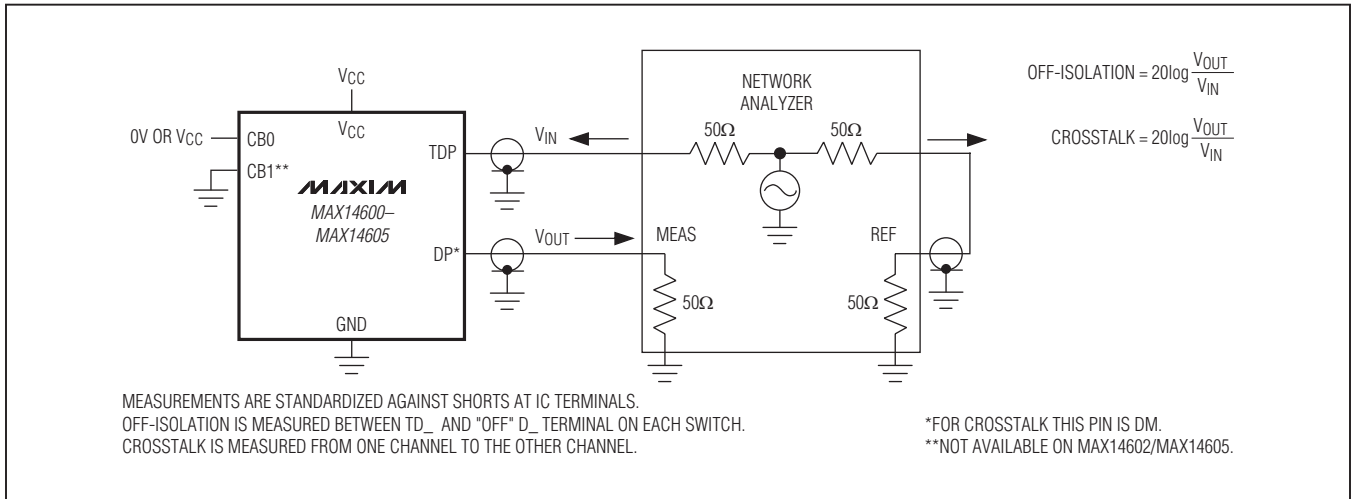 NETWORK
ANALYZER
OFF-ISOLATION = 20log VOUT / VIN
CROSSTALK = 20log VOUT / VIN
VCC
VCC
0V OR VCC
CB0
CB1**
MAXIM
MAX14600–
MAX14605
TDP
DP*
GND
VIN
VOUT
50Ω
50Ω
MEAS
REF
50Ω
50Ω
MEASUREMENTS ARE STANDARDIZED AGAINST SHORTS AT IC TERMINALS.
OFF-ISOLATION IS MEASURED BETWEEN TD_ AND "OFF" D_ TERMINAL ON EACH SWITCH.
CROSSTALK IS MEASURED FROM ONE CHANNEL TO THE OTHER CHANNEL.
*FOR CROSSTALK THIS PIN IS DM.
**NOT AVAILABLE ON MAX14602/MAX14605.